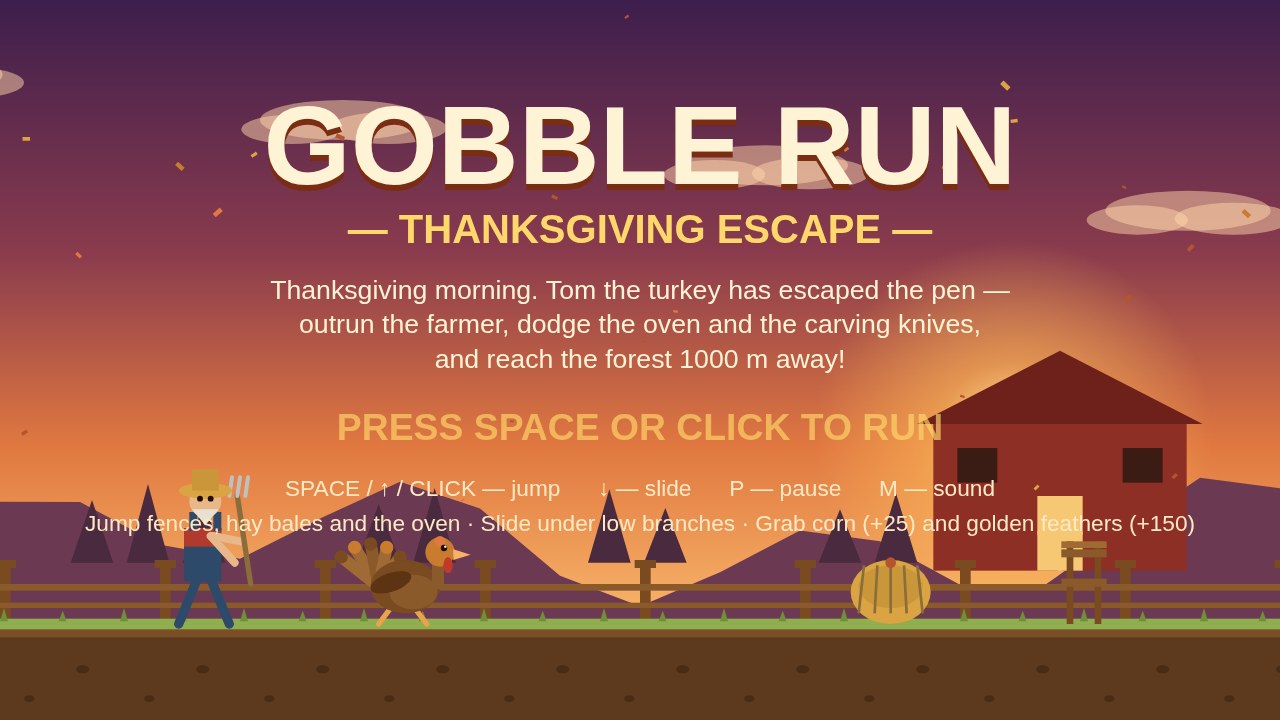 GOBBLE RUN
— THANKSGIVING ESCAPE —
Thanksgiving morning. Tom the turkey has escaped the pen —
outrun the farmer, dodge the oven and the carving knives,
and reach the forest 1000 m away!
PRESS SPACE OR CLICK TO RUN
SPACE / ↑ / CLICK — jump ↓ — slide P — pause M — sound
Jump fences, hay bales and the oven · Slide under low branches · Grab corn (+25) and golden feathers (+150)